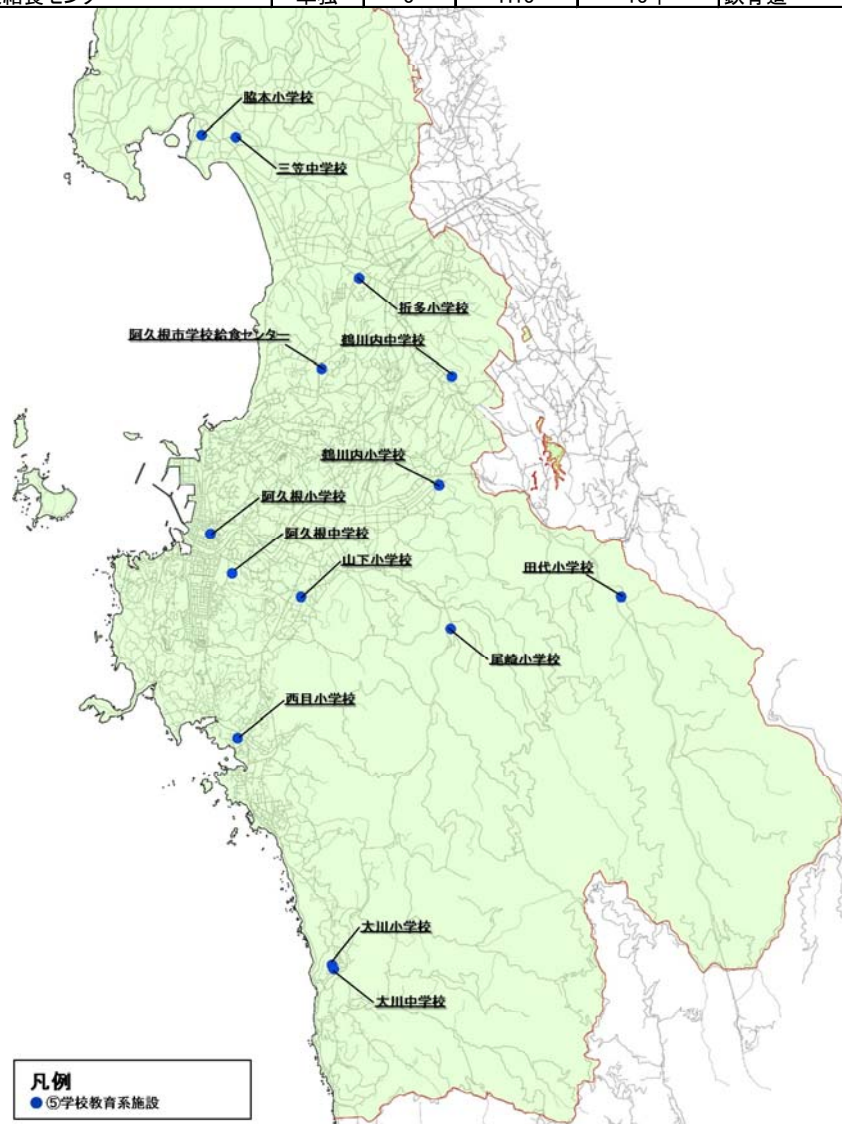 脇本小学校
三笠中学校
折多小学校
阿久根市学校給食センター
鶴川内中学校
鶴川内小学校
阿久根小学校
阿久根中学校
山下小学校
田代小学校
尾崎小学校
西目小学校
大川小学校
大川中学校
凡例
⑤学校教育系施設